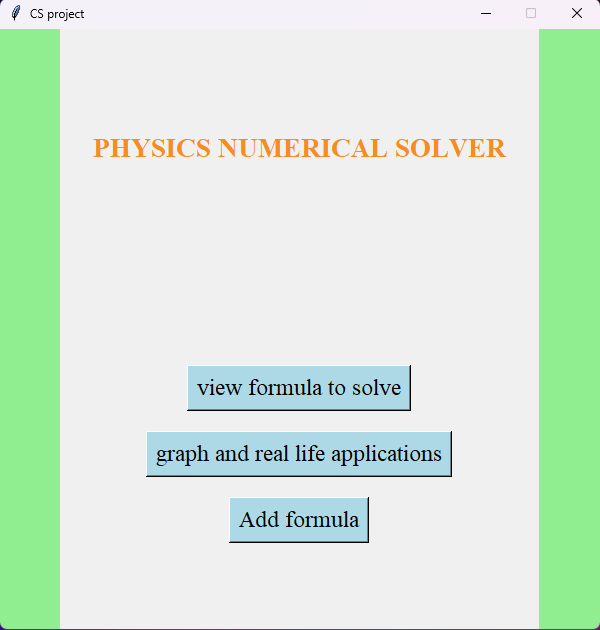 CS project
PHYSICS NUMERICAL SOLVER
view formula to solve
graph and real life applications
Add formula